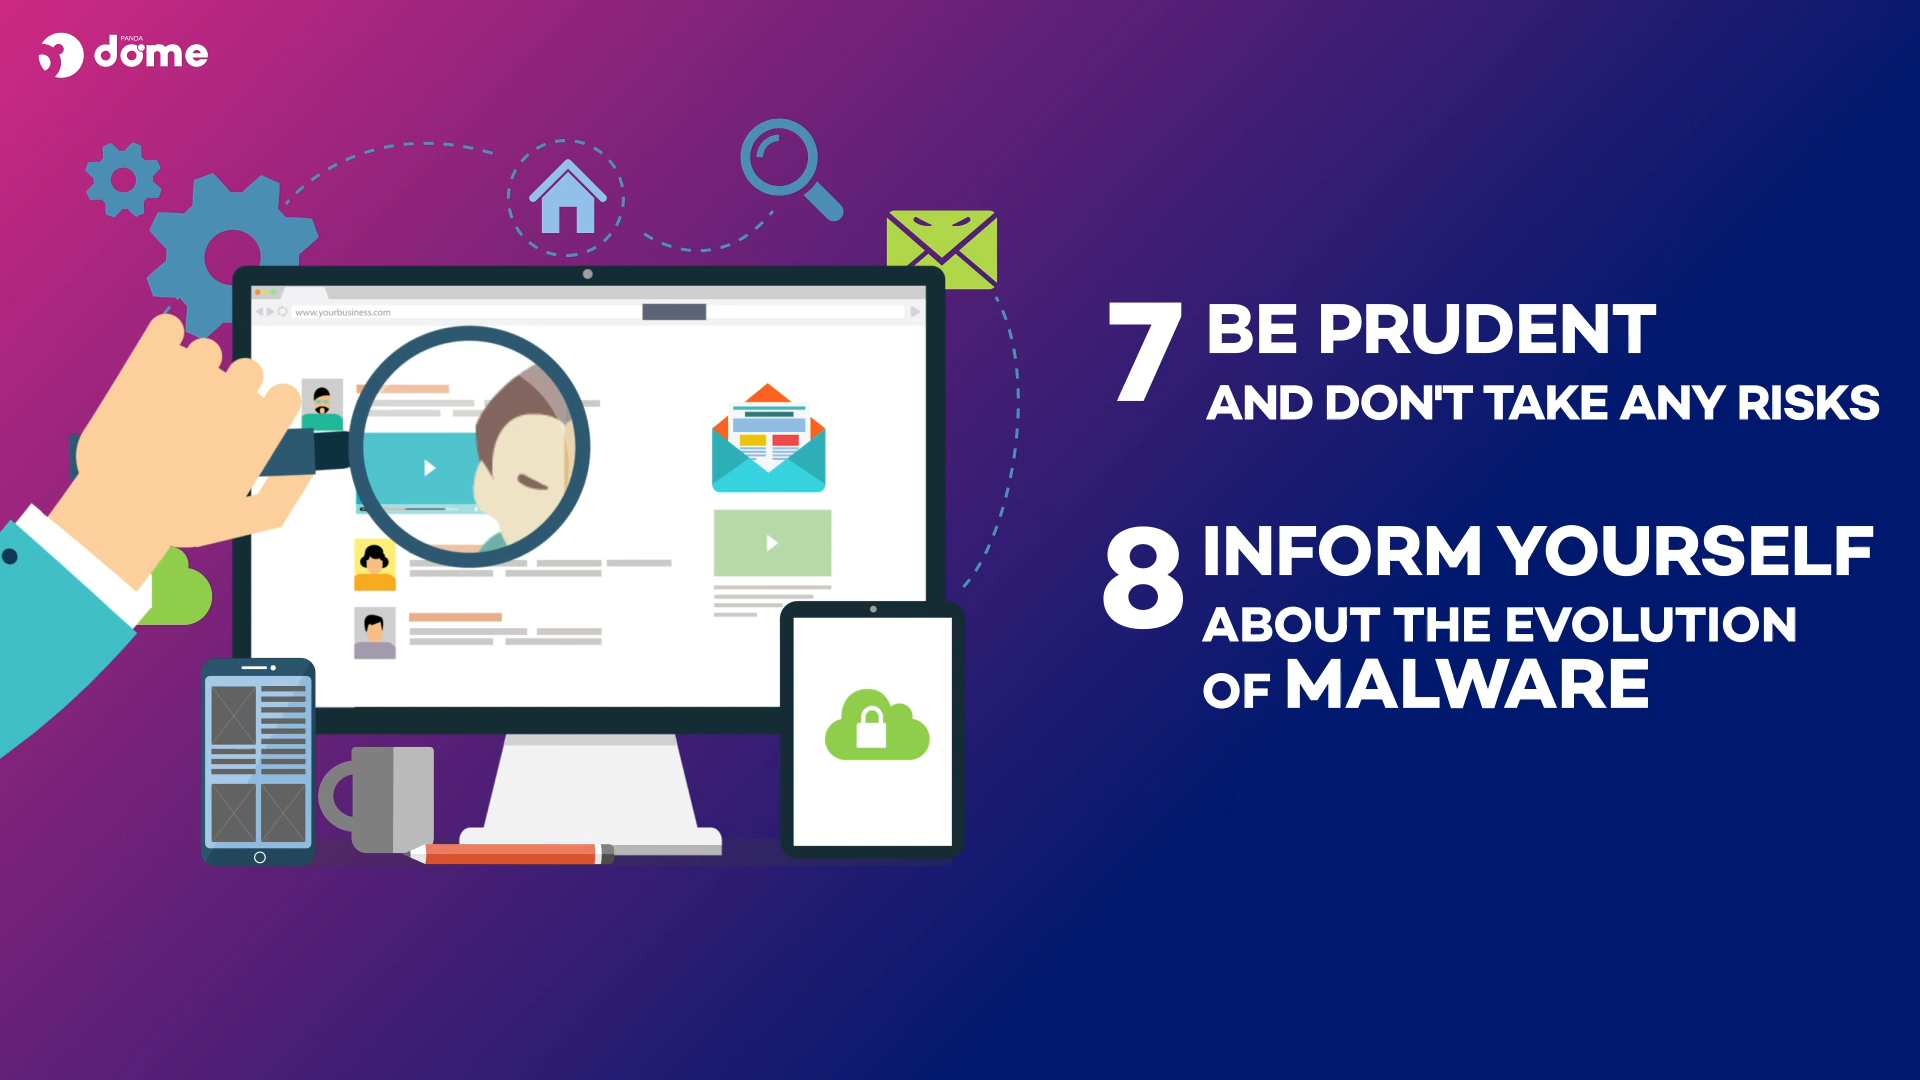 PANDA
dome
www.yourbusiness.com
7 BE PRUDENT
AND DON'T TAKE ANY RISKS
8 INFORM YOURSELF
ABOUT THE EVOLUTION
OF MALWARE